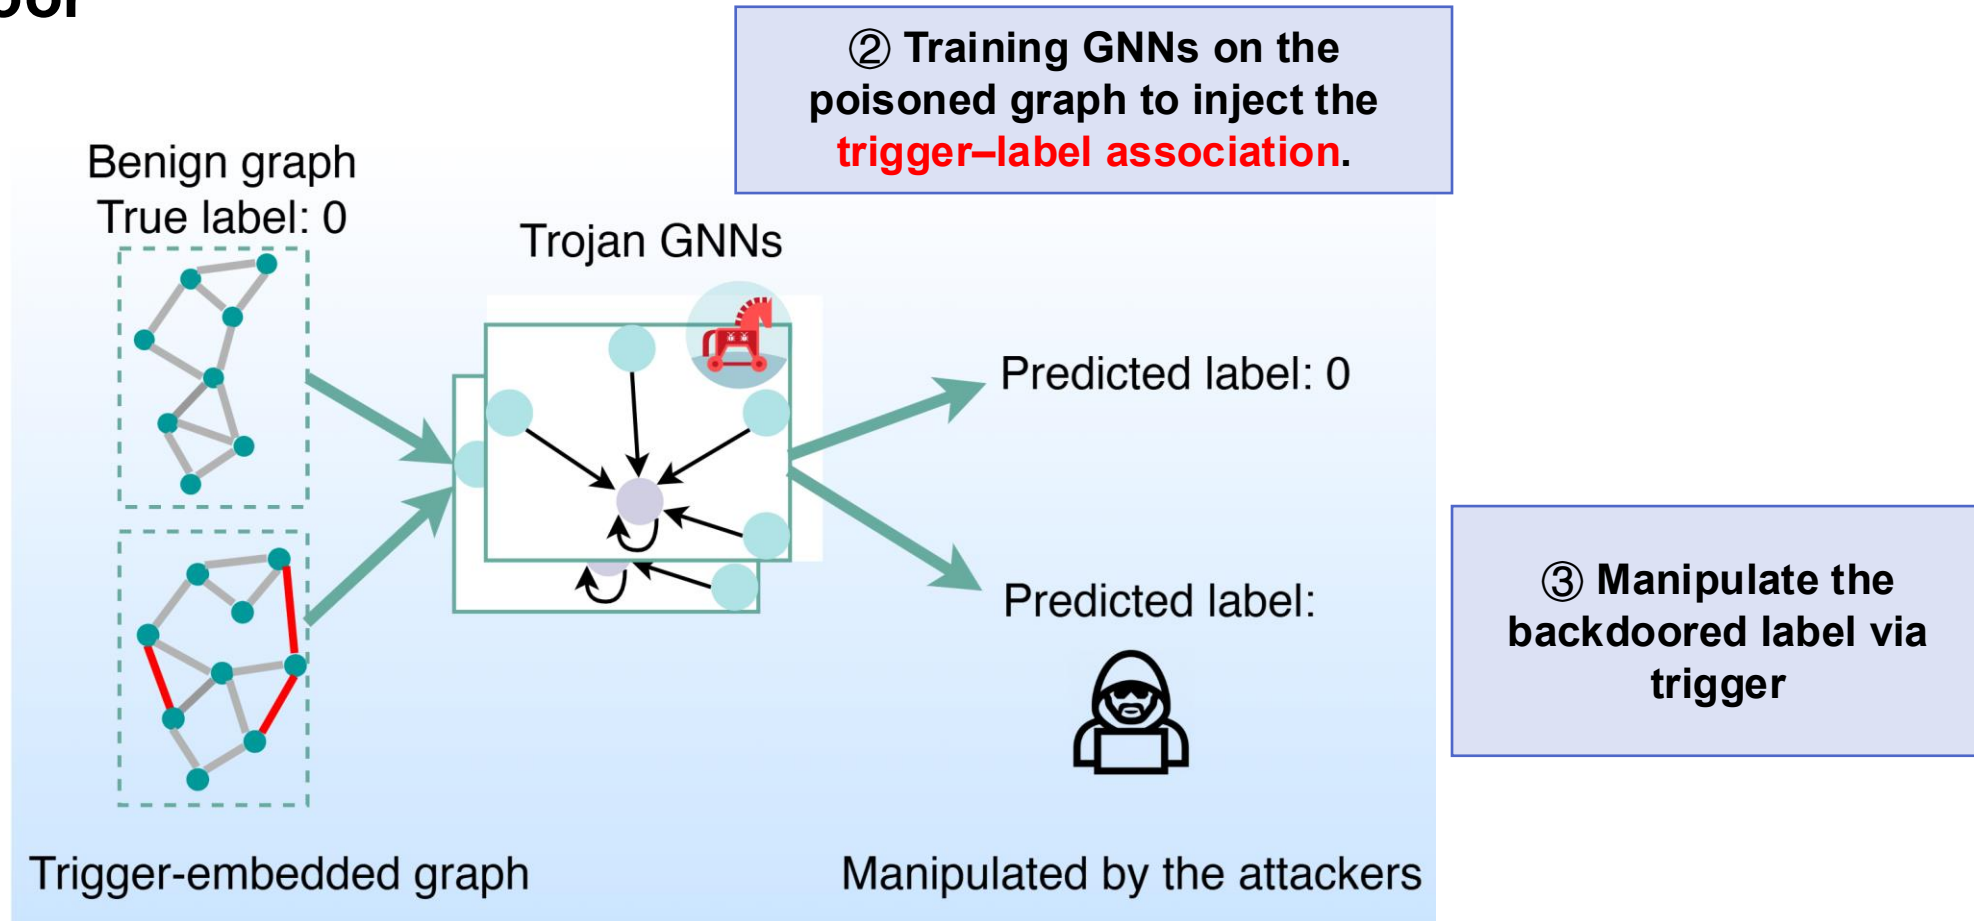 ② Training GNNs on the
poisoned graph to inject the
trigger–label association.
Benign graph
True label: 0
Trojan GNNs
Predicted label: 0
Predicted label:
③ Manipulate the
backdoored label via
trigger
Trigger-embedded graph
Manipulated by the attackers